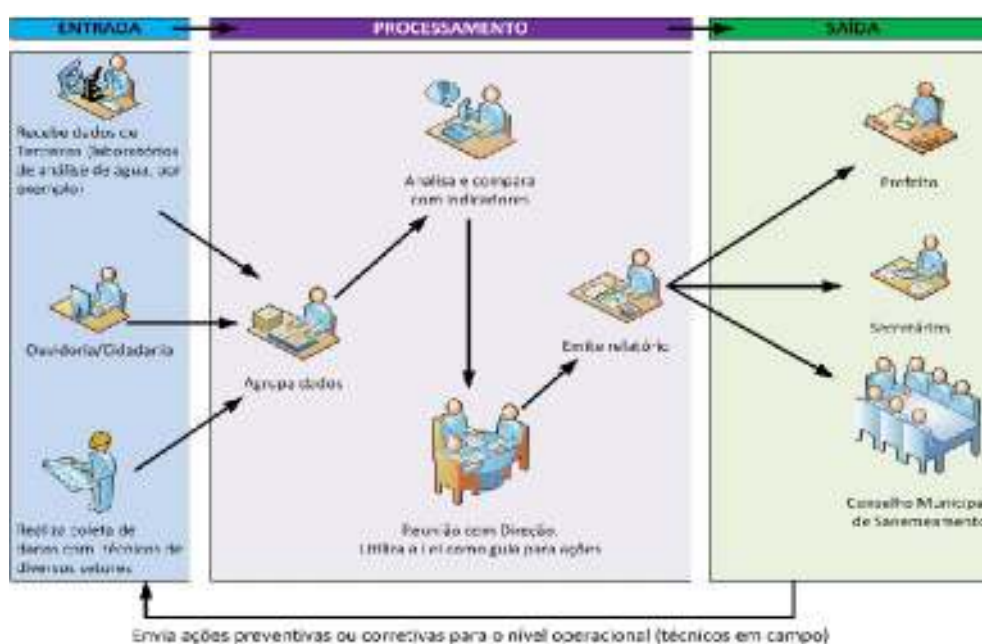 ENTRADA
PROCESSAMENTO
SAÍDA
Recebe dados de
Terceiros (laboratórios
de análise de água, por
exemplo)
Ouvidoria/Cidadania
Realiza coleta de
dados com técnicos de
diversos setores
Agrupa dados
Analisa e compara
com indicadores
Reunião com Direção.
Utiliza a Lei como guia para ações
Emite relatório
Prefeito
Secretários
Conselho Municipa
de Saneamento
Envia ações preventivas ou corretivas para o nível operacional (técnicos em campo)